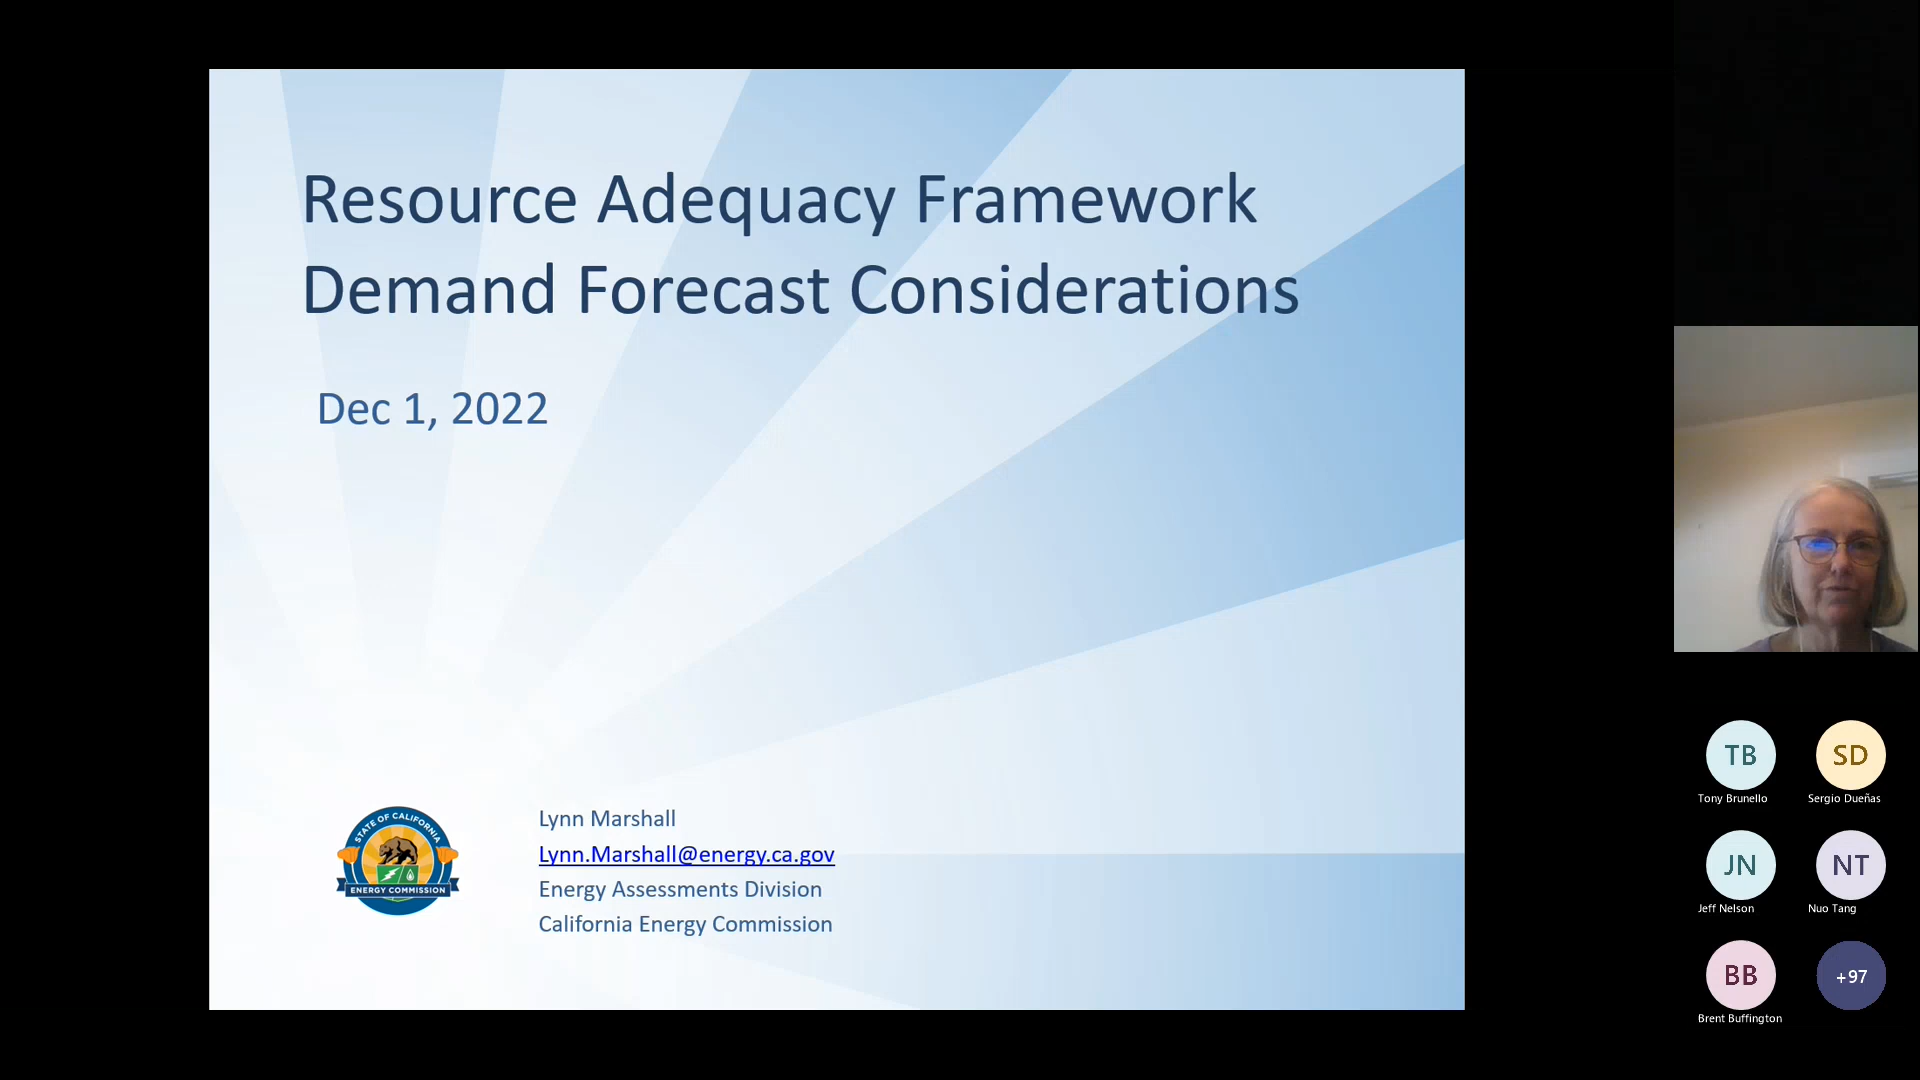 Resource Adequacy Framework
Demand Forecast Considerations
Dec 1, 2022
STATE OF CALIFORNIA
ENERGY COMMISSION
Lynn Marshall
Lynn.Marshall@energy.ca.gov
Energy Assessments Division
California Energy Commission
TB
SD
Tony Brunello
Sergio Dueñas
JN
NT
Jeff Nelson
Nuo Tang
BB
+97
Brent Buffington